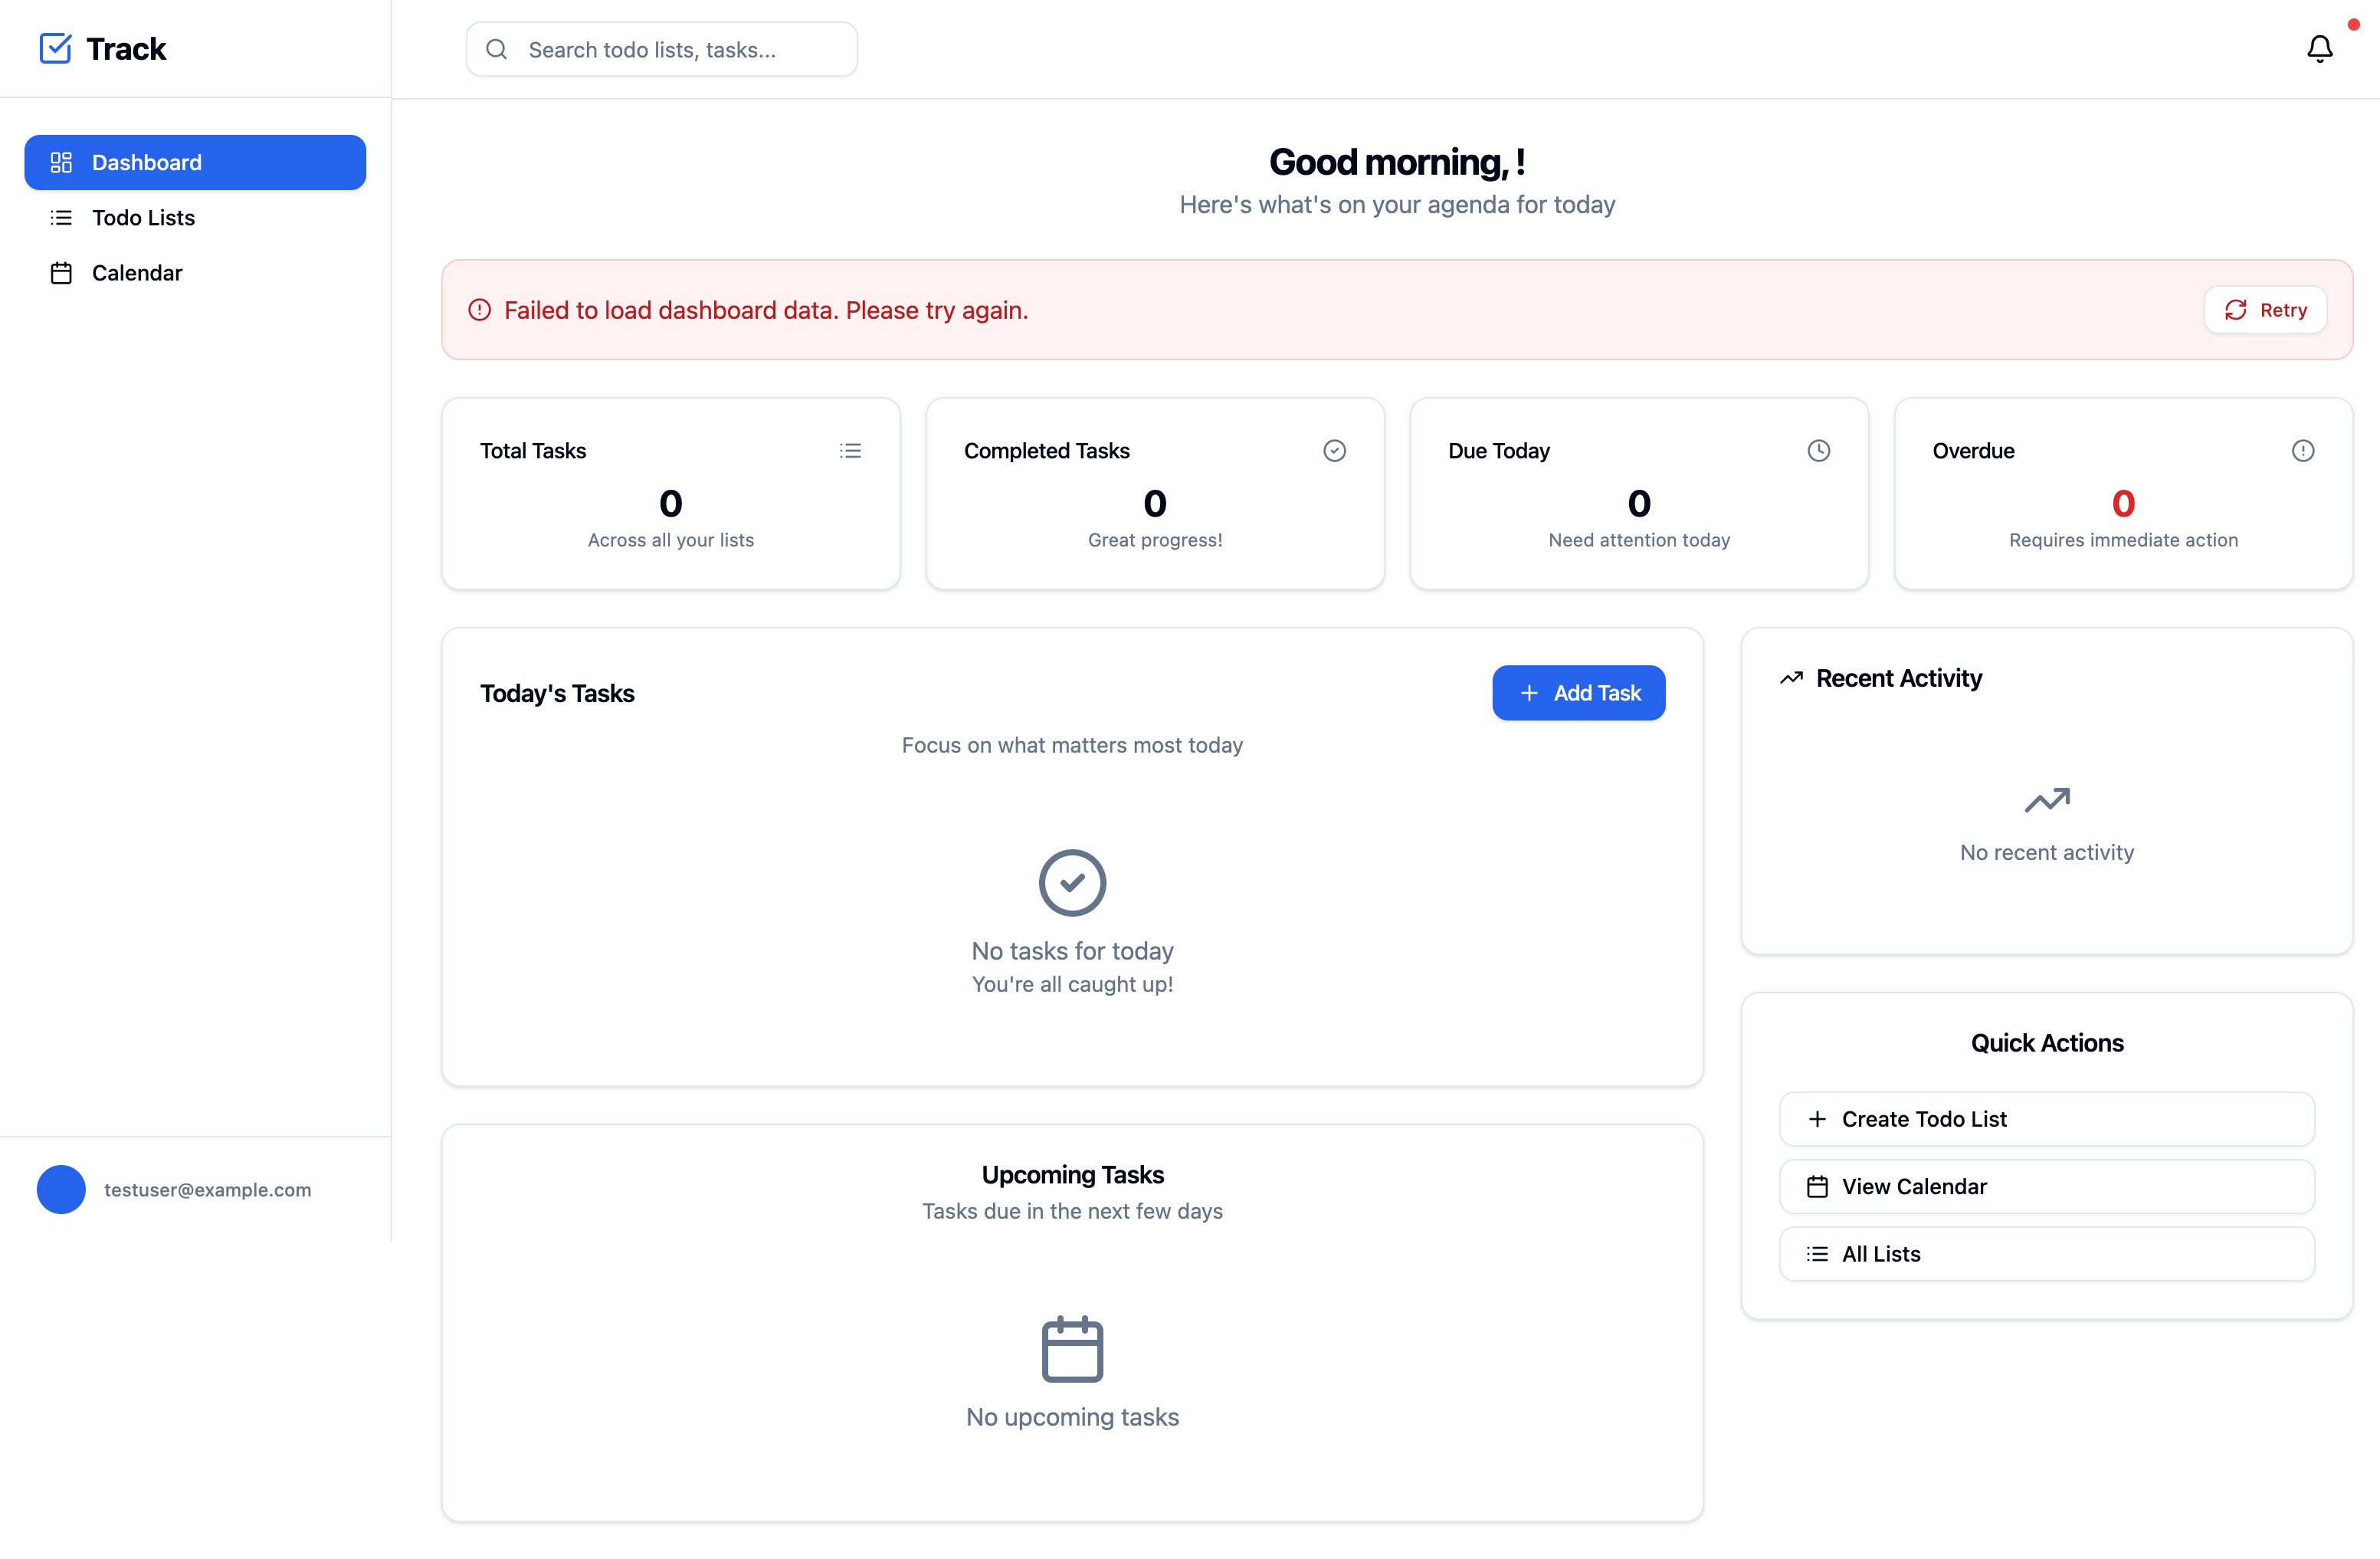 Track
Search todo lists, tasks...
Dashboard
Todo Lists
Calendar
Good morning, !
Here's what's on your agenda for today
Failed to load dashboard data. Please try again.
Retry
Total Tasks
0
Across all your lists
Completed Tasks
0
Great progress!
Due Today
0
Need attention today
Overdue
0
Requires immediate action
Today's Tasks
Add Task
Focus on what matters most today
No tasks for today
You're all caught up!
Recent Activity
No recent activity
Quick Actions
Create Todo List
View Calendar
All Lists
Upcoming Tasks
Tasks due in the next few days
No upcoming tasks
testuser@example.com